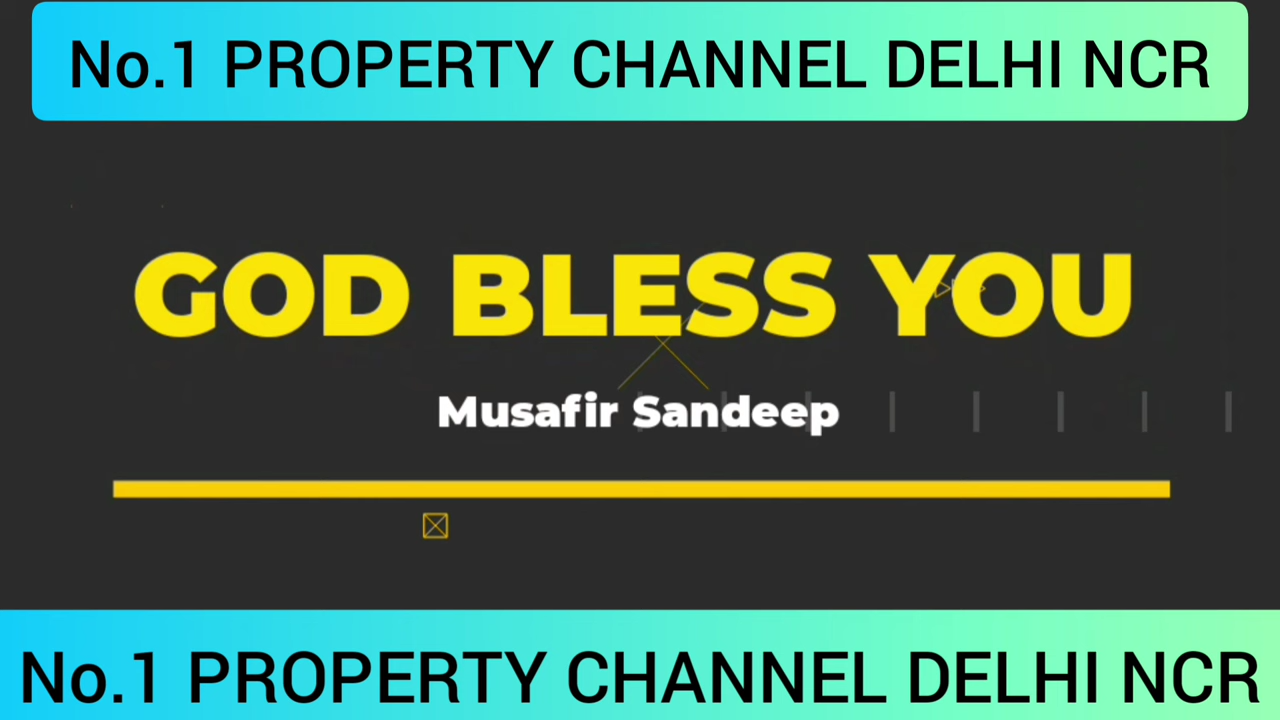 No.1 PROPERTY CHANNEL DELHI NCR
GOD BLESS YOU
Musafir Sandeep
No.1 PROPERTY CHANNEL DELHI NCR